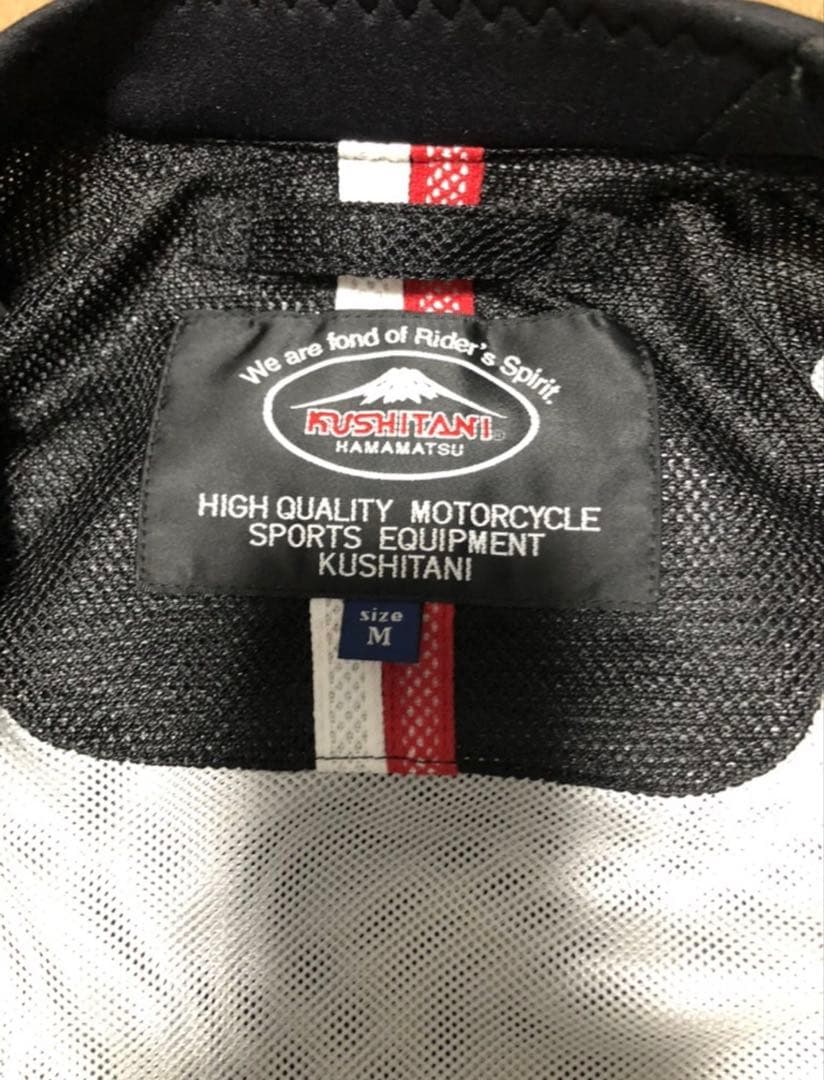 We are fond of Rider's Spirit.
KUSHITANI®
HAMAMATSU
HIGH QUALITY MOTORCYCLE
SPORTS EQUIPMENT
KUSHITANI
size
M